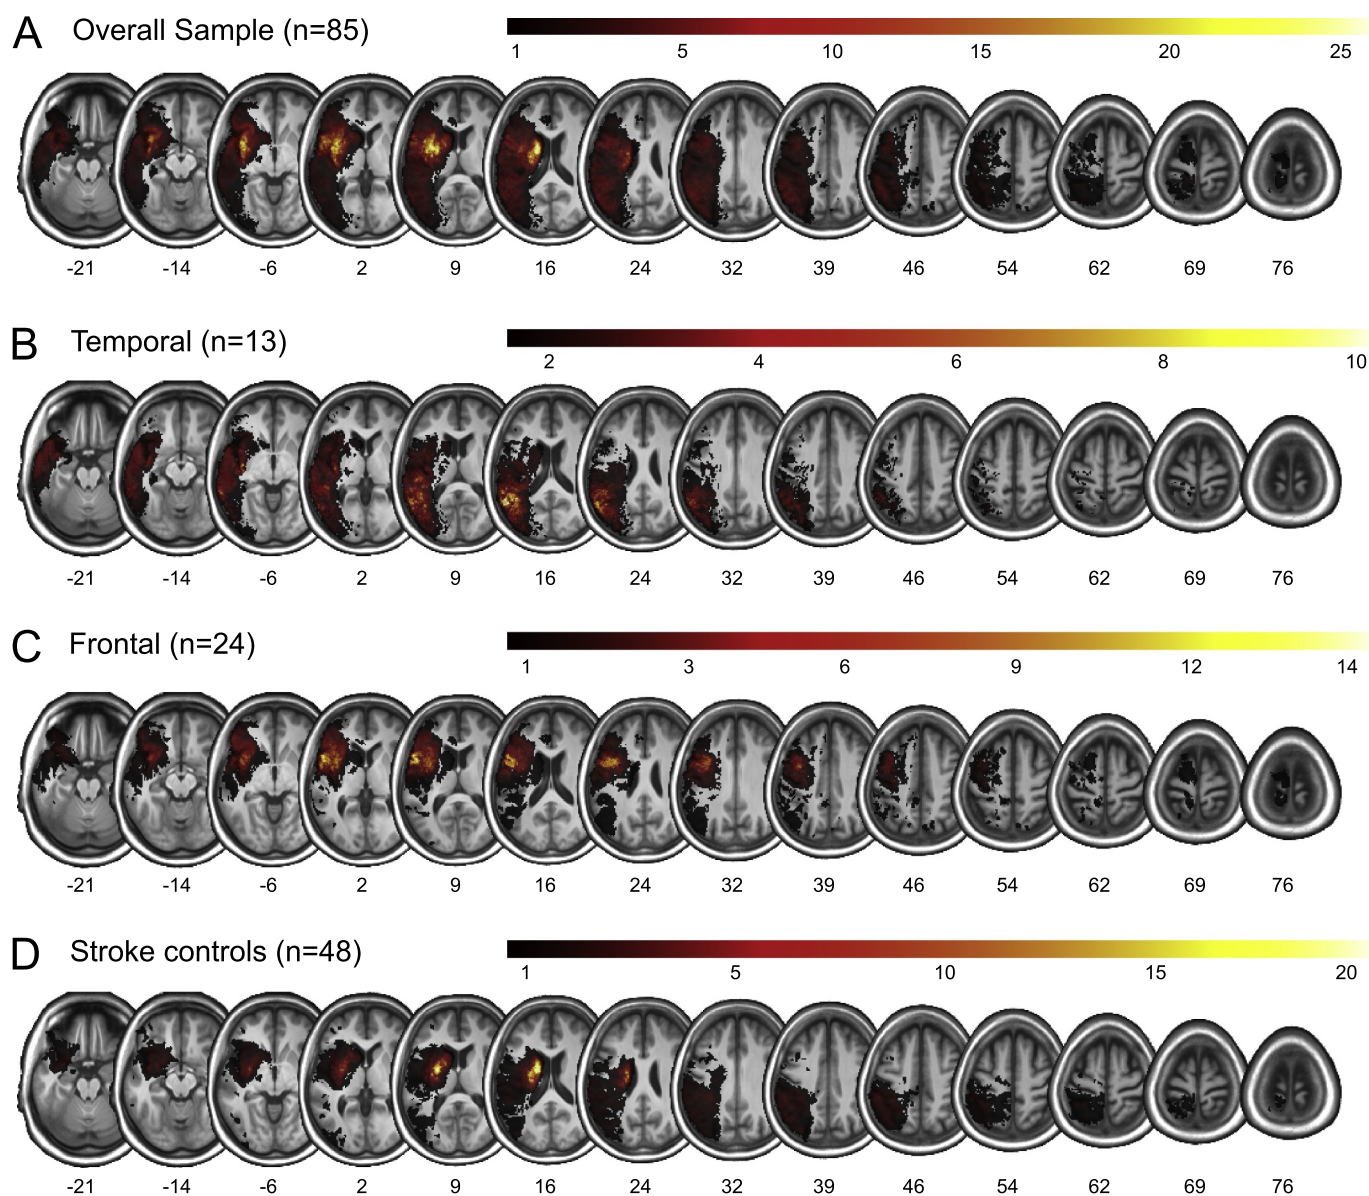 A Overall Sample (n=85)
1 5 10 15 20 25
-21 -14 -6 2 9 16 24 32 39 46 54 62 69 76
B Temporal (n=13)
2 4 6 8 10
-21 -14 -6 2 9 16 24 32 39 46 54 62 69 76
C Frontal (n=24)
1 3 6 9 12 14
-21 -14 -6 2 9 16 24 32 39 46 54 62 69 76
D Stroke controls (n=48)
1 5 10 15 20
-21 -14 -6 2 9 16 24 32 39 46 54 62 69 76